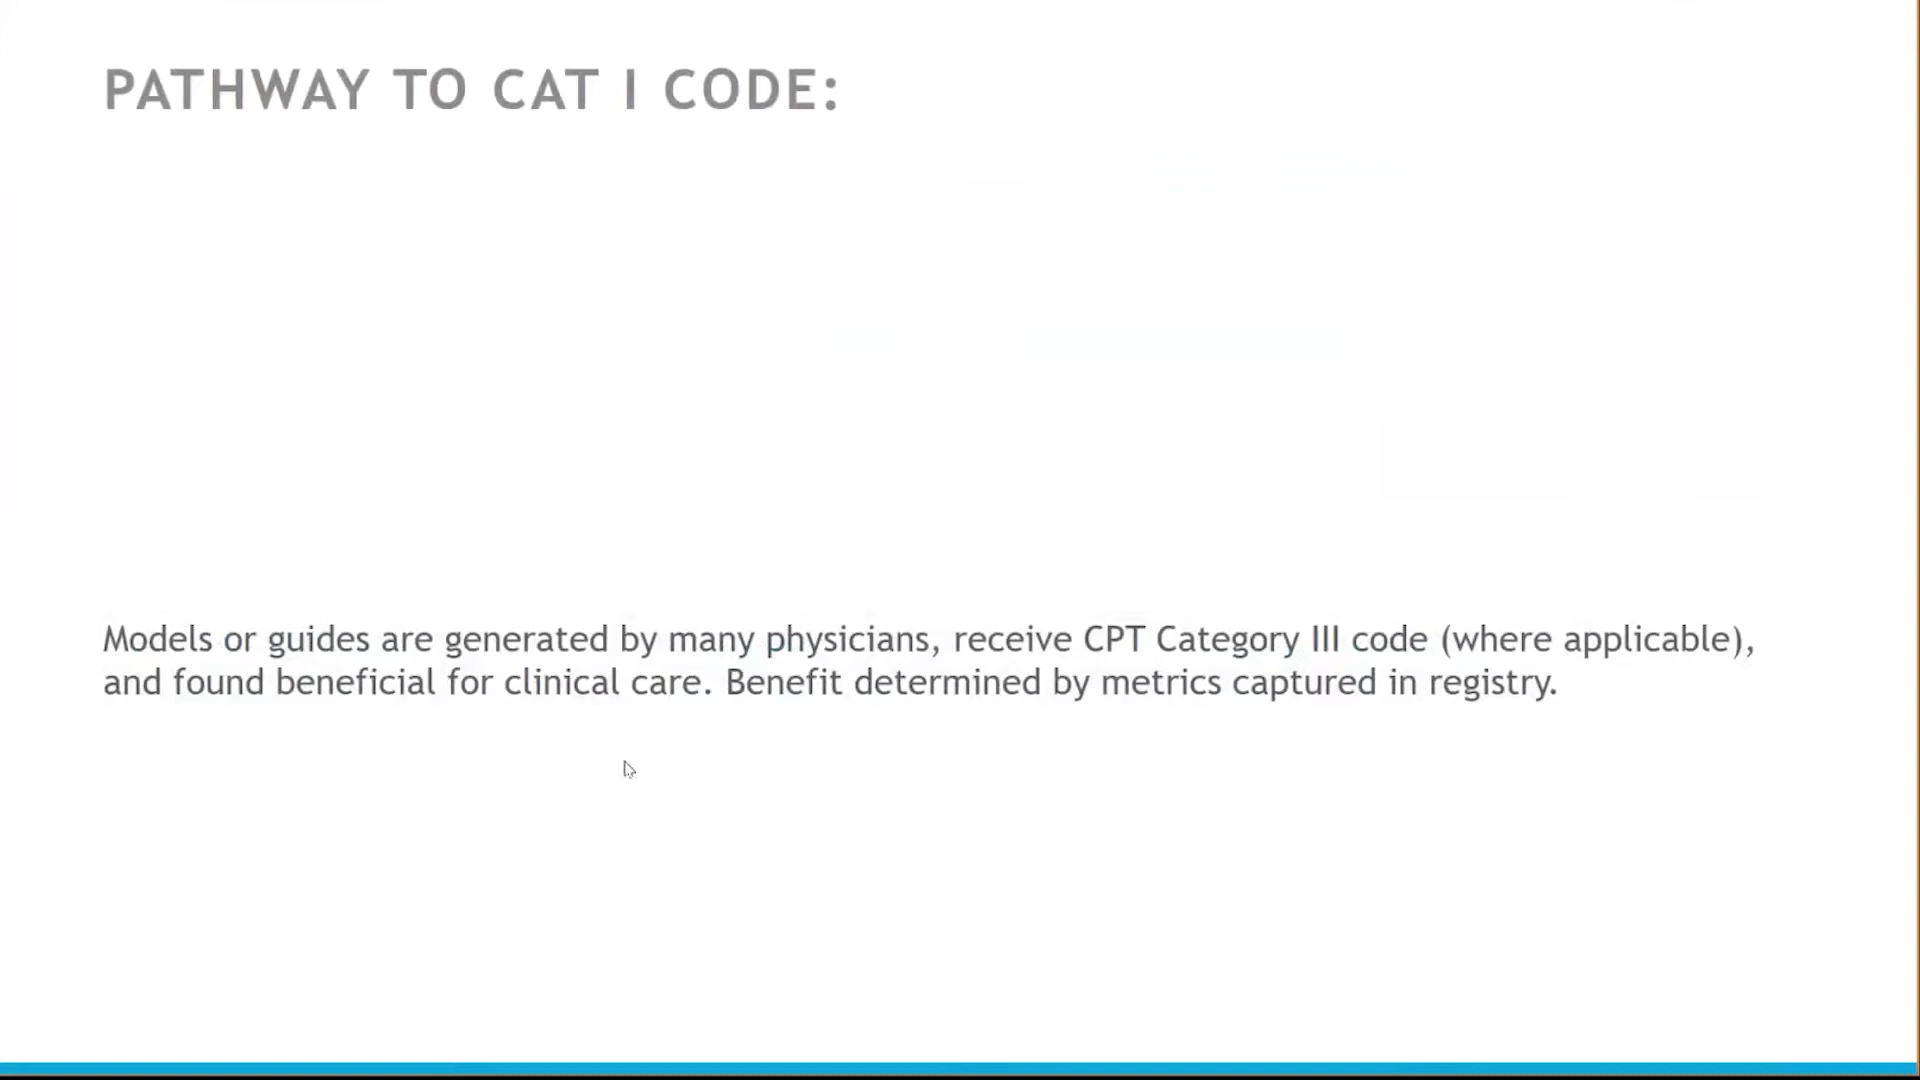 PATHWAY TO CAT I CODE:
Models or guides are generated by many physicians, receive CPT Category III code (where applicable),
and found beneficial for clinical care. Benefit determined by metrics captured in registry.